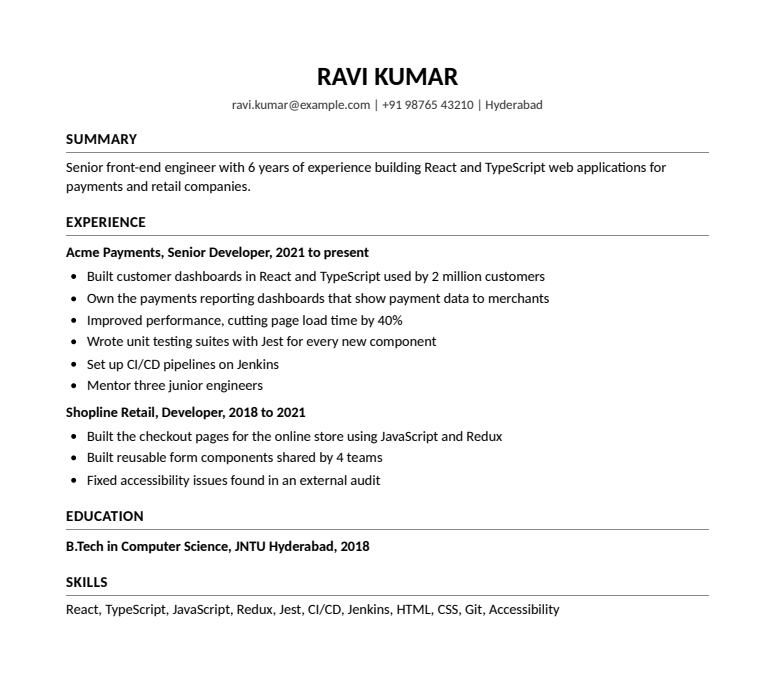 RAVI KUMAR
ravi.kumar@example.com | +91 98765 43210 | Hyderabad
SUMMARY
Senior front-end engineer with 6 years of experience building React and TypeScript web applications for
payments and retail companies.
EXPERIENCE
Acme Payments, Senior Developer, 2021 to present
• Built customer dashboards in React and TypeScript used by 2 million customers
• Own the payments reporting dashboards that show payment data to merchants
• Improved performance, cutting page load time by 40%
• Wrote unit testing suites with Jest for every new component
• Set up CI/CD pipelines on Jenkins
• Mentor three junior engineers
Shopline Retail, Developer, 2018 to 2021
• Built the checkout pages for the online store using JavaScript and Redux
• Built reusable form components shared by 4 teams
• Fixed accessibility issues found in an external audit
EDUCATION
B.Tech in Computer Science, JNTU Hyderabad, 2018
SKILLS
React, TypeScript, JavaScript, Redux, Jest, CI/CD, Jenkins, HTML, CSS, Git, Accessibility